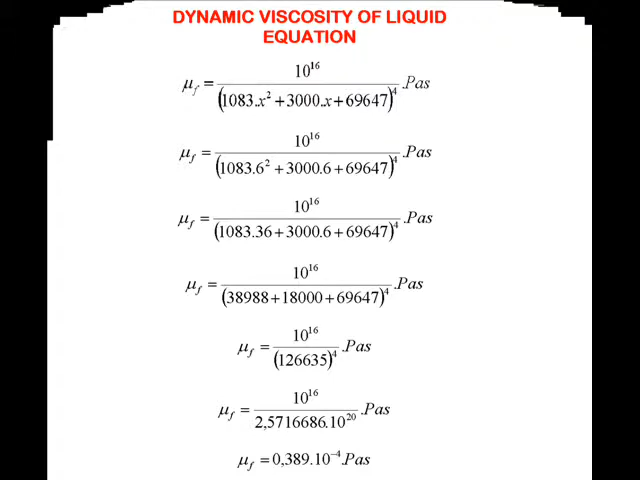 DYNAMIC VISCOSITY OF LIQUID
EQUATION
μf = 10^16 / (1083.x^2 + 3000.x + 69647)^4 .Pas
μf = 10^16 / (1083.6^2 + 3000.6 + 69647)^4 .Pas
μf = 10^16 / (1083.36 + 3000.6 + 69647)^4 .Pas
μf = 10^16 / (38988 + 18000 + 69647)^4 .Pas
μf = 10^16 / (126635)^4 .Pas
μf = 10^16 / 2,5716686.10^20 .Pas
μf = 0,389.10^-4 .Pas